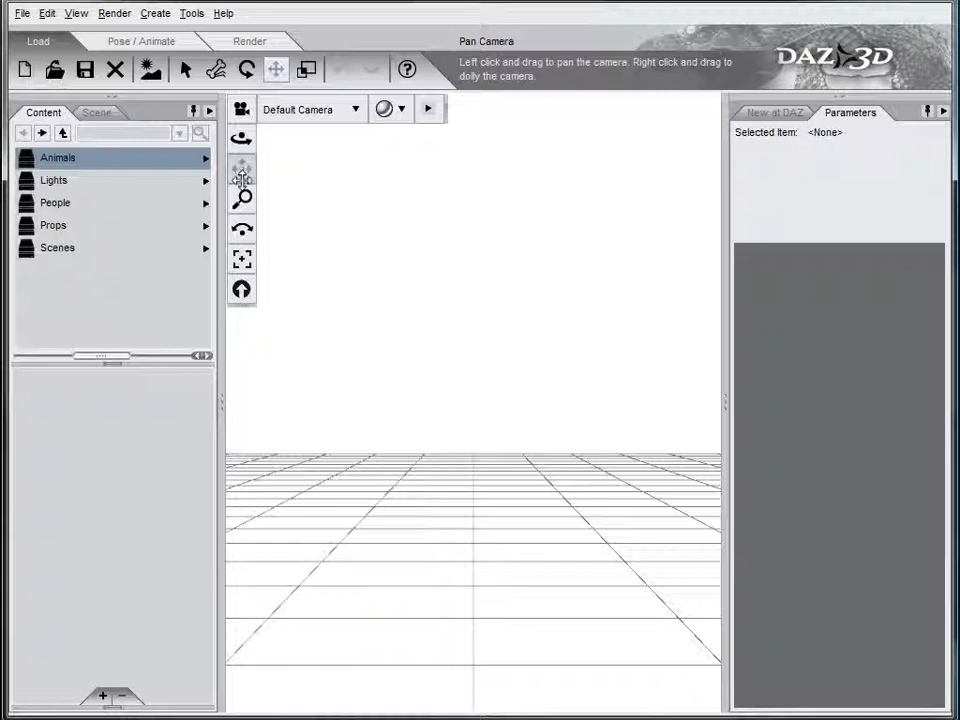 File Edit View Render Create Tools Help
Load Pose / Animate Render
Pan Camera
Left click and drag to pan the camera. Right click and drag to
dolly the camera.
DAZ 3D
Content Scene
Default Camera
New at DAZ Parameters
Selected Item: <None>
Animals
Lights
People
Props
Scenes